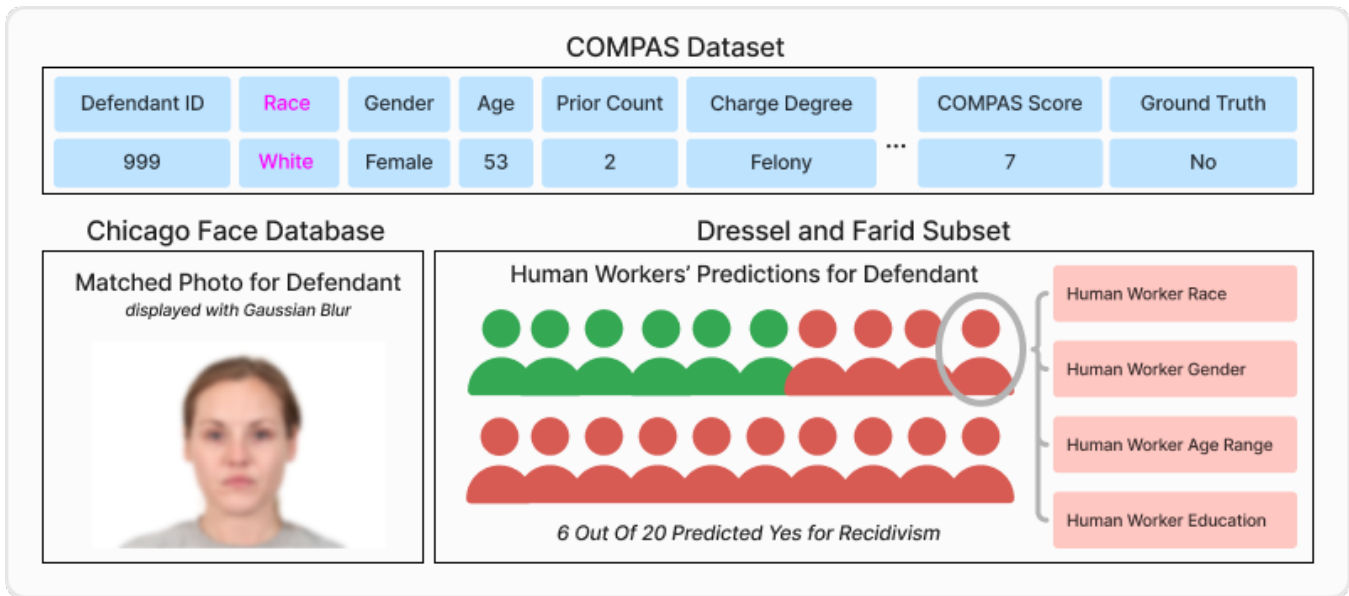 COMPAS Dataset
Defendant ID Race Gender Age Prior Count Charge Degree COMPAS Score Ground Truth
999 White Female 53 2 Felony ... 7 No
Chicago Face Database
Matched Photo for Defendant
displayed with Gaussian Blur
Dressel and Farid Subset
Human Workers’ Predictions for Defendant
6 Out Of 20 Predicted Yes for Recidivism
Human Worker Race
Human Worker Gender
Human Worker Age Range
Human Worker Education